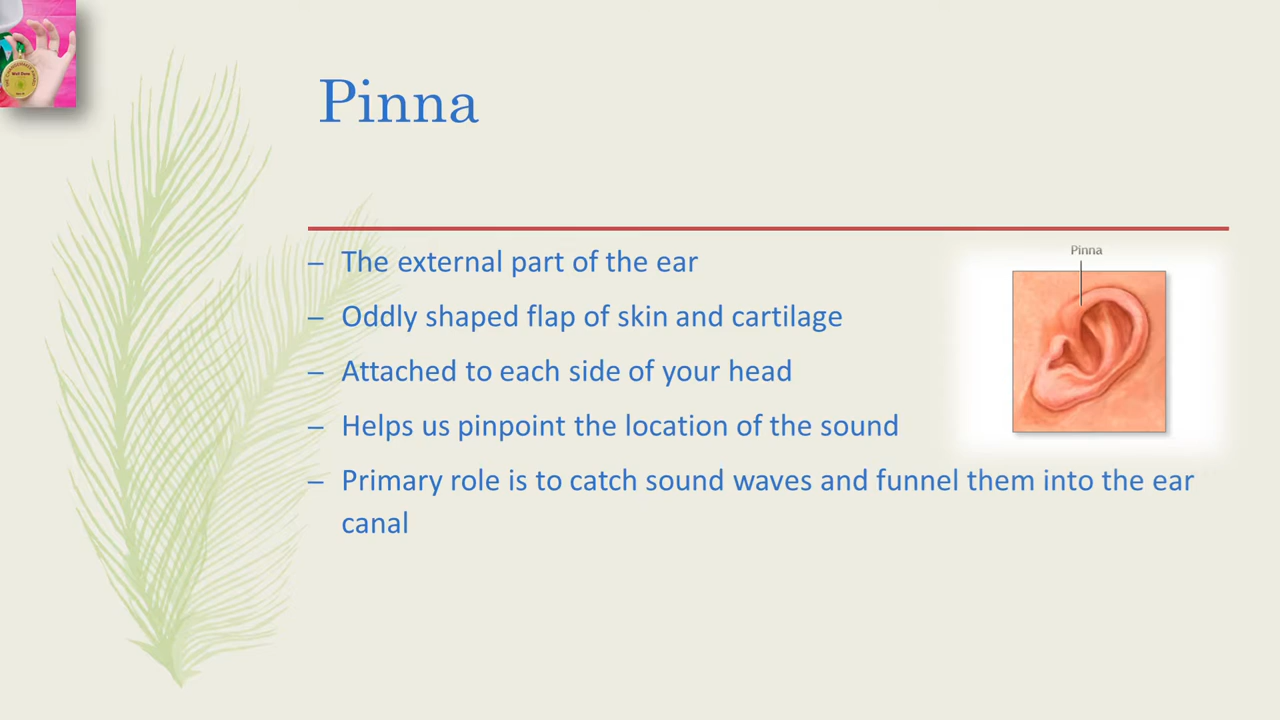 Pinna
– The external part of the ear
– Oddly shaped flap of skin and cartilage
– Attached to each side of your head
– Helps us pinpoint the location of the sound
– Primary role is to catch sound waves and funnel them into the ear
canal
Pinna
Well Done